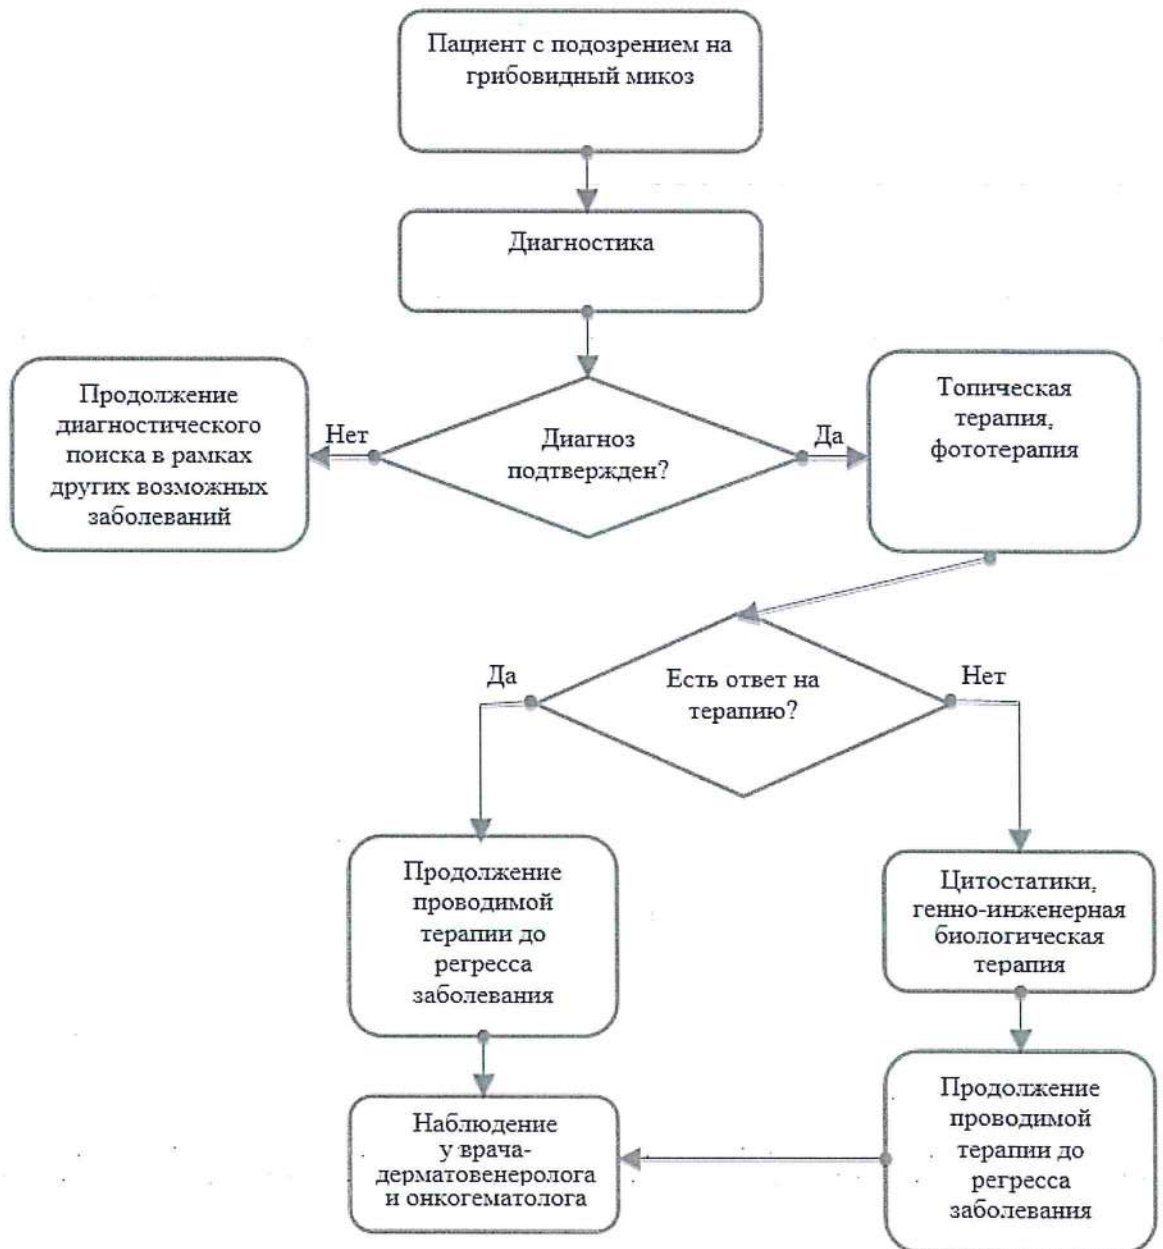 Пациент с подозрением на
грибовидный микоз
Диагностика
Продолжение
диагностического
поиска в рамках
других возможных
заболеваний
Нет
Диагноз
подтвержден?
Да
Топическая
терапия,
фототерапия
Да
Есть ответ на
терапию?
Нет
Продолжение
проводимой
терапии до
регресса
заболевания
Цитостатики,
генно-инженерная
биологическая
терапия
Наблюдение
у врача-
дерматовенеролога
и онкогематолога
Продолжение
проводимой
терапии до
регресса
заболевания